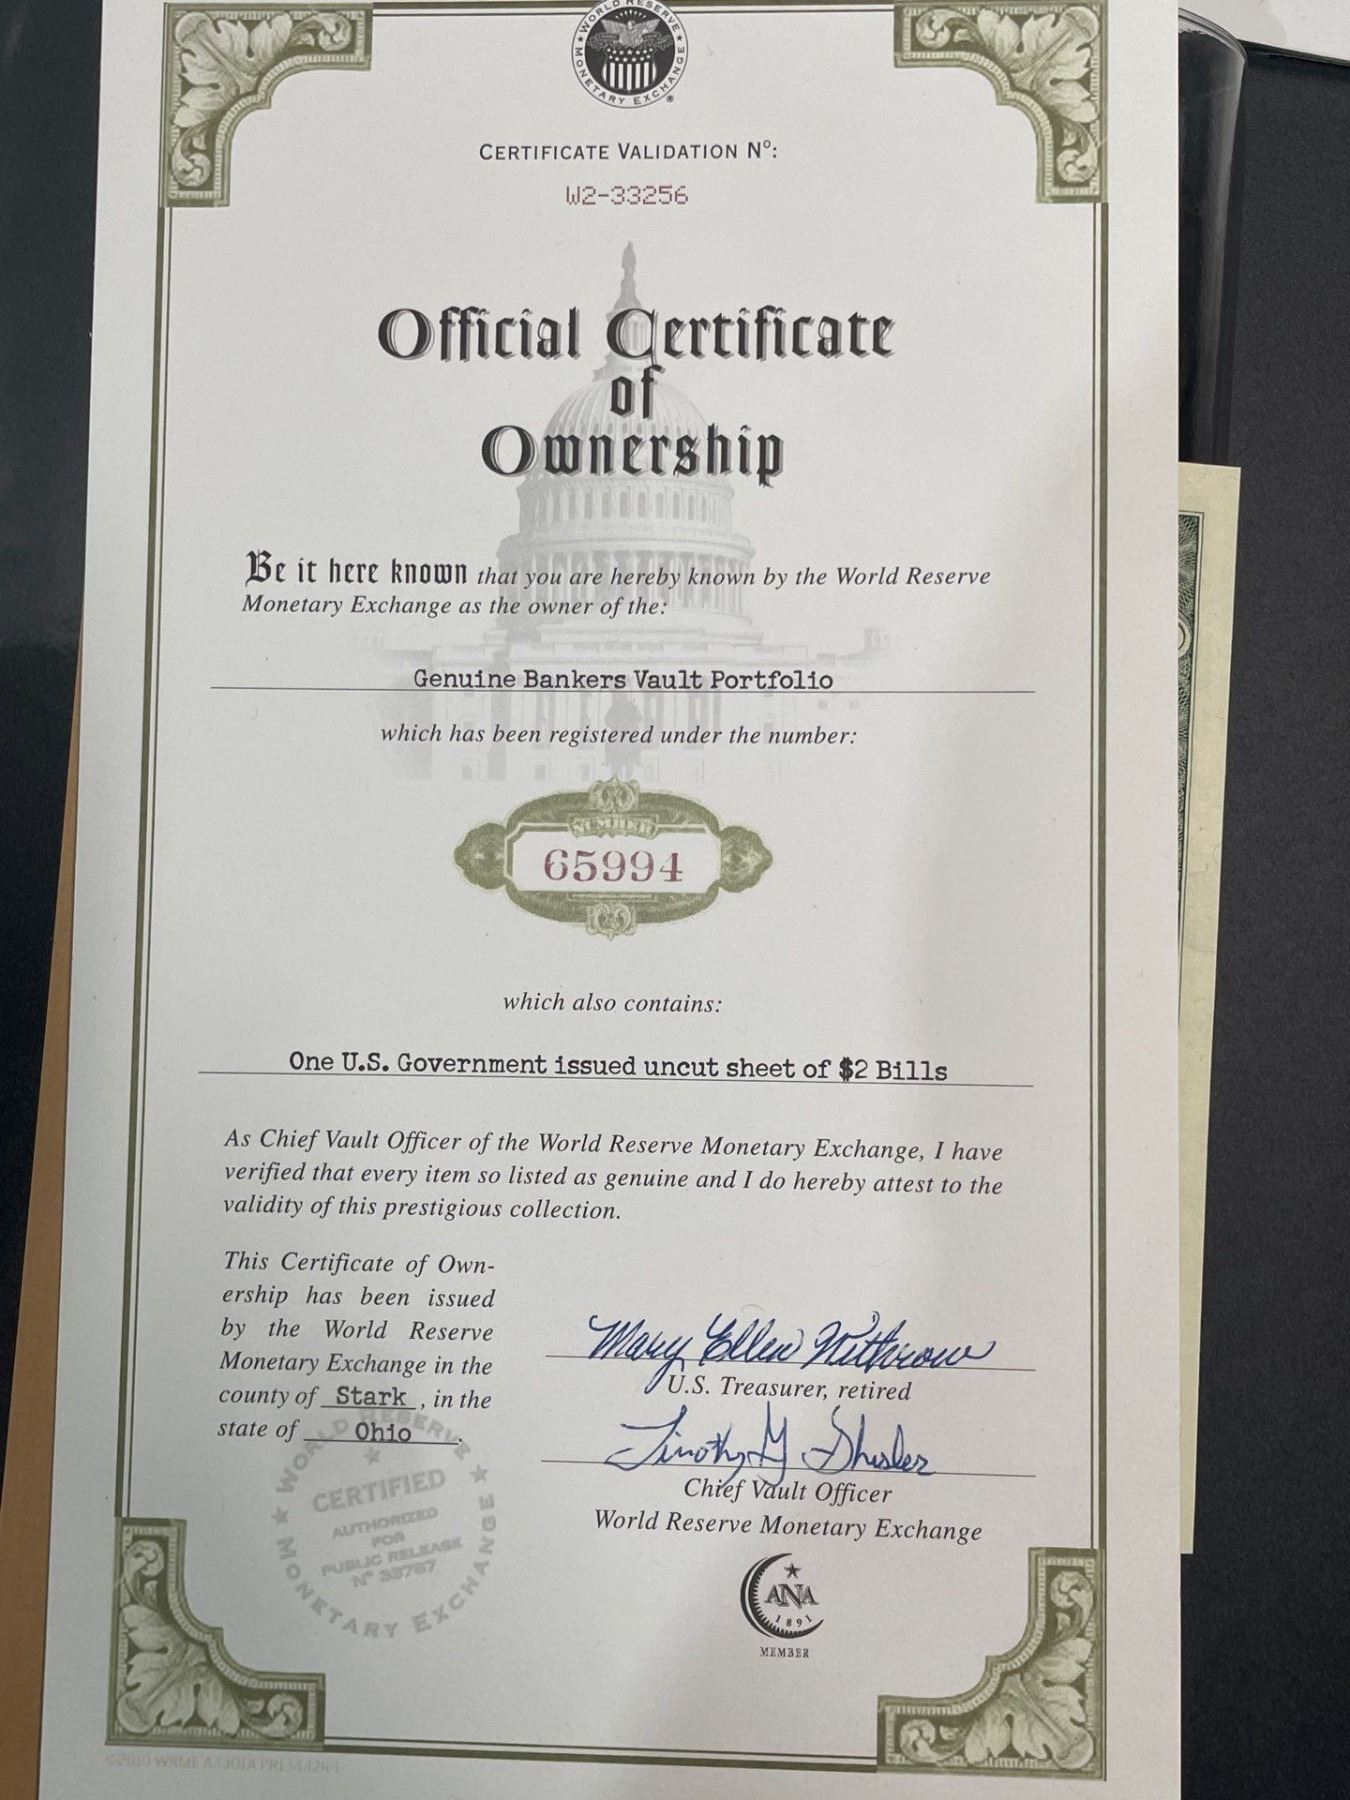 WORLD RESERVE
MONETARY EXCHANGE ®
CERTIFICATE VALIDATION Nº:
W2-33256
Official Certificate
of
Ownership
Be it here known that you are hereby known by the World Reserve
Monetary Exchange as the owner of the:
Genuine Bankers Vault Portfolio
which has been registered under the number:
NUMBER
65994
which also contains:
One U.S. Government issued uncut sheet of $2 Bills
As Chief Vault Officer of the World Reserve Monetary Exchange, I have
verified that every item so listed as genuine and I do hereby attest to the
validity of this prestigious collection.
This Certificate of Own-
ership has been issued
by the World Reserve
Monetary Exchange in the
county of Stark, in the
state of Ohio.
Mary Ellen Withrow
U.S. Treasurer, retired
Timothy J Shisler
Chief Vault Officer
World Reserve Monetary Exchange
WORLD RESERVE
CERTIFIED
AUTHORIZED
FOR
PUBLIC RELEASE
Nº 33767
MONETARY EXCHANGE
ANA
1891
MEMBER
©2010 WRME